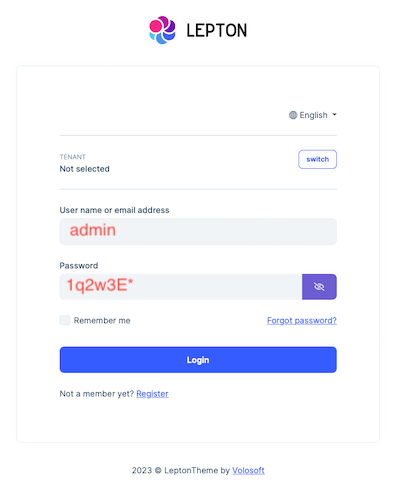 LEPTON
English
TENANT
Not selected
switch
User name or email address
admin
Password
1q2w3E*
Remember me
Forgot password?
Login
Not a member yet? Register
2023 © LeptonTheme by Volosoft